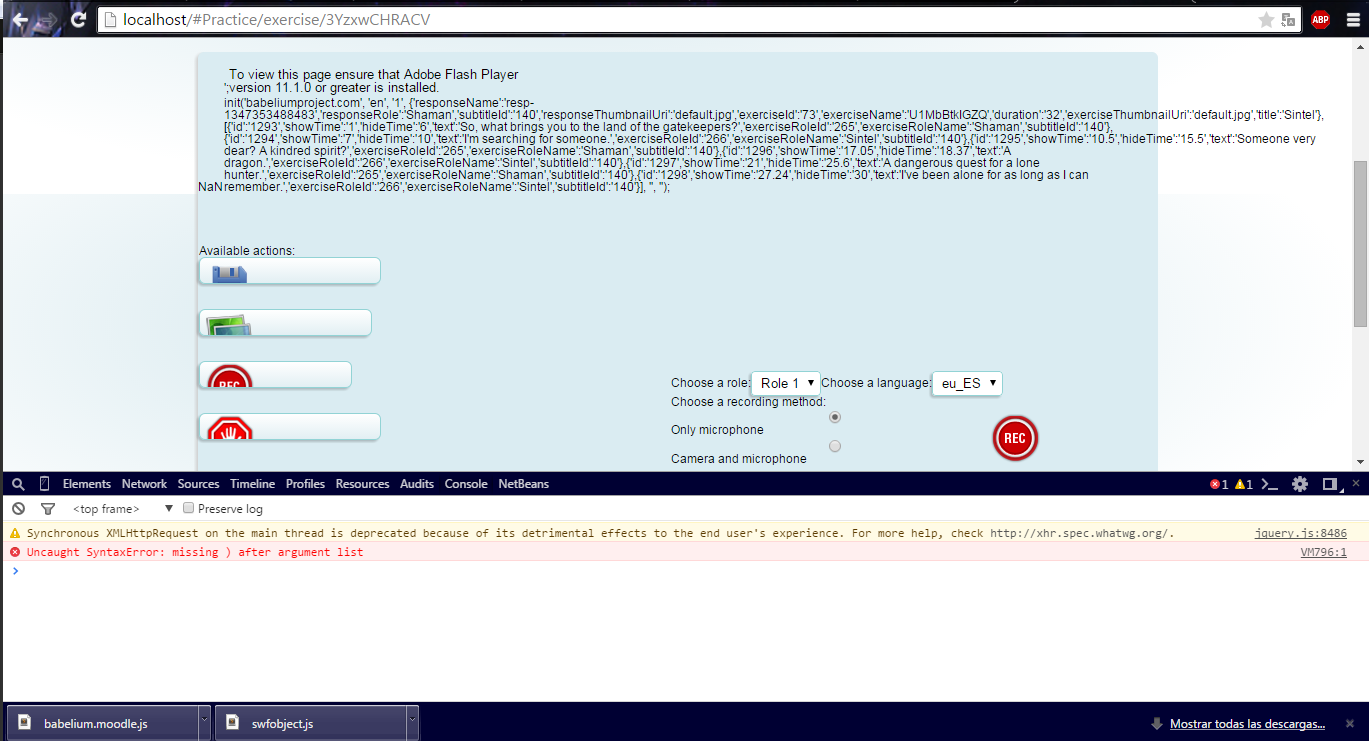 localhost/#Practice/exercise/3YzxwCHRACV
ABP
To view this page ensure that Adobe Flash Player
';version 11.1.0 or greater is installed.
init('babeliumproject.com', 'en', '1', {'responseName':'resp-
1347353488483','responseRole':'Shaman','subtitleId':'140','responseThumbnailUri':'default.jpg','exerciseId':'73','exerciseName':'U1MbBtkIGZQ','duration':'32','exerciseThumbnailUri':'default.jpg','title':'Sintel'},
[{'id':'1293','showTime':'1','hideTime':'6','text':'So, what brings you to the land of the gatekeepers?','exerciseRoleId':'265','exerciseRoleName':'Shaman','subtitleId':'140'},
{'id':'1294','showTime':'7','hideTime':'10','text':'I'm searching for someone.','exerciseRoleId':'266','exerciseRoleName':'Sintel','subtitleId':'140'},{'id':'1295','showTime':'10.5','hideTime':'15.5','text':'Someone very
dear? A kindred spirit?','exerciseRoleId':'265','exerciseRoleName':'Shaman','subtitleId':'140'},{'id':'1296','showTime':'17.05','hideTime':'18.37','text':'A
dragon.','exerciseRoleId':'266','exerciseRoleName':'Sintel','subtitleId':'140'},{'id':'1297','showTime':'21','hideTime':'25.6','text':'A dangerous quest for a lone
hunter.','exerciseRoleId':'265','exerciseRoleName':'Shaman','subtitleId':'140'},{'id':'1298','showTime':'27.24','hideTime':'30','text':'I've been alone for as long as I can
NaNremember.','exerciseRoleId':'266','exerciseRoleName':'Sintel','subtitleId':'140'}], '', '');
Available actions:
REC
Choose a role: Role 1 Choose a language: eu_ES
Choose a recording method:
Only microphone
REC
Camera and microphone
Elements Network Sources Timeline Profiles Resources Audits Console NetBeans 1 1
<top frame> Preserve log
Synchronous XMLHttpRequest on the main thread is deprecated because of its detrimental effects to the end user's experience. For more help, check http://xhr.spec.whatwg.org/. jquery.js:8486
Uncaught SyntaxError: missing ) after argument list VM796:1
babelium.moodle.js swfobject.js Mostrar todas las descargas...